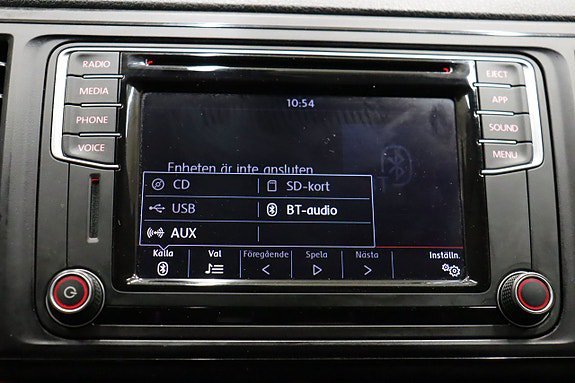 RADIO
MEDIA
PHONE
VOICE
EJECT
APP
SOUND
MENU
10:54
Enheten är inte ansluten
CD SD-kort
USB BT-audio
AUX
Källa Val Föregående Spela Nästa Inställn.